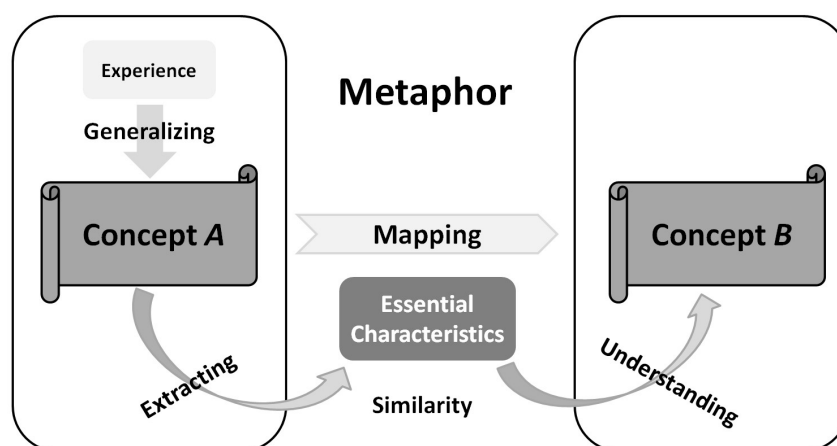 Experience
Metaphor
Generalizing
Concept A
Mapping
Concept B
Essential
Characteristics
Extracting
Similarity
Understanding